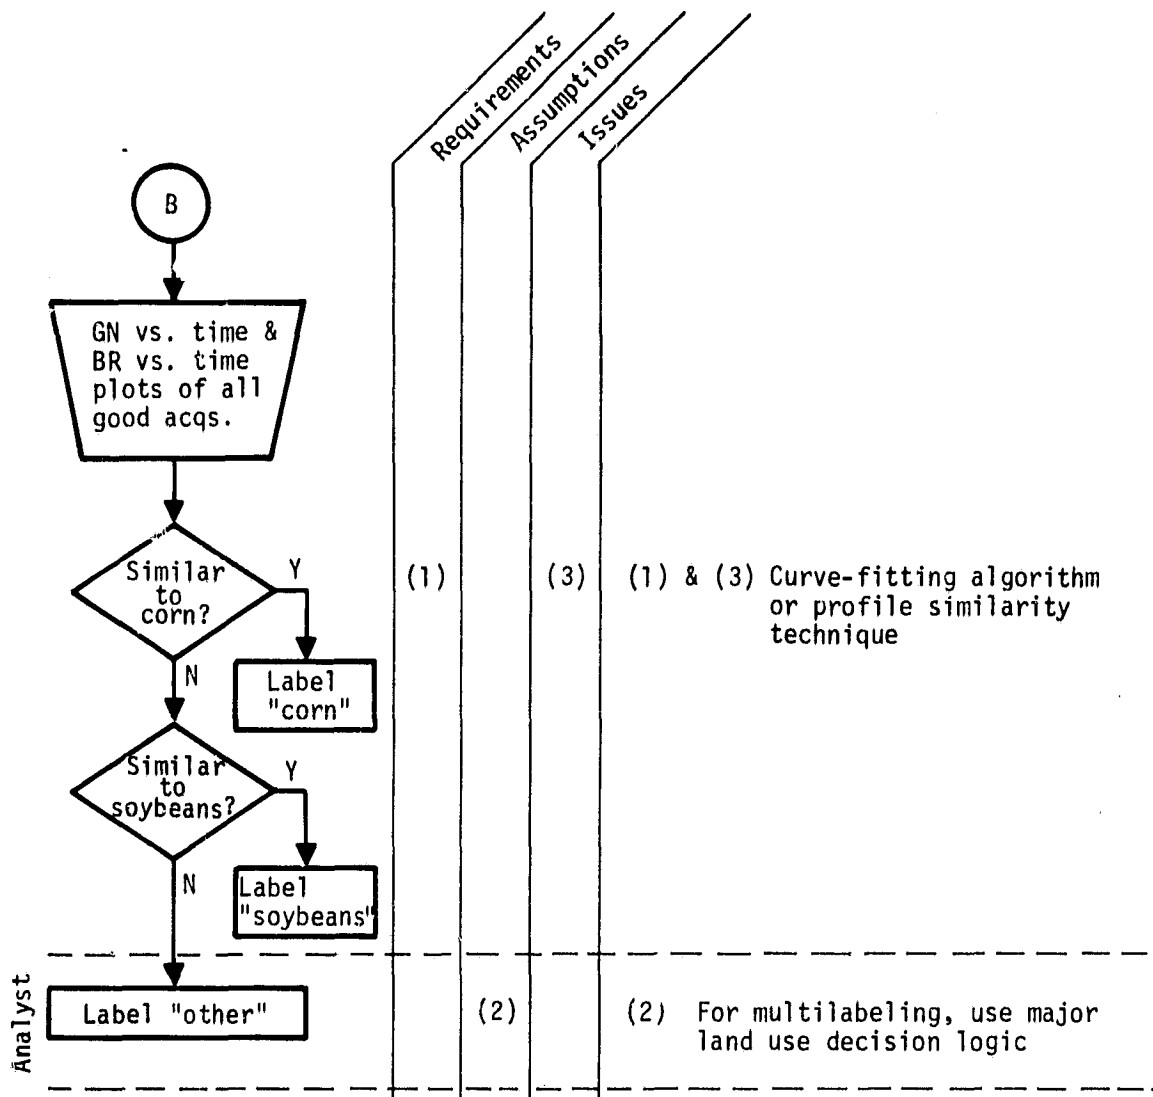 Requirements
Assumptions
Issues
B
GN vs. time &
BR vs. time
plots of all
good acqs.
Similar
to
corn?
Y
N
(1)
(3)
(1) & (3) Curve-fitting algorithm
or profile similarity
technique
Label
"corn"
Similar
to
soybeans?
Y
N
Label
"soybeans"
Analyst
Label "other"
(2)
(2) For multilabeling, use major
land use decision logic